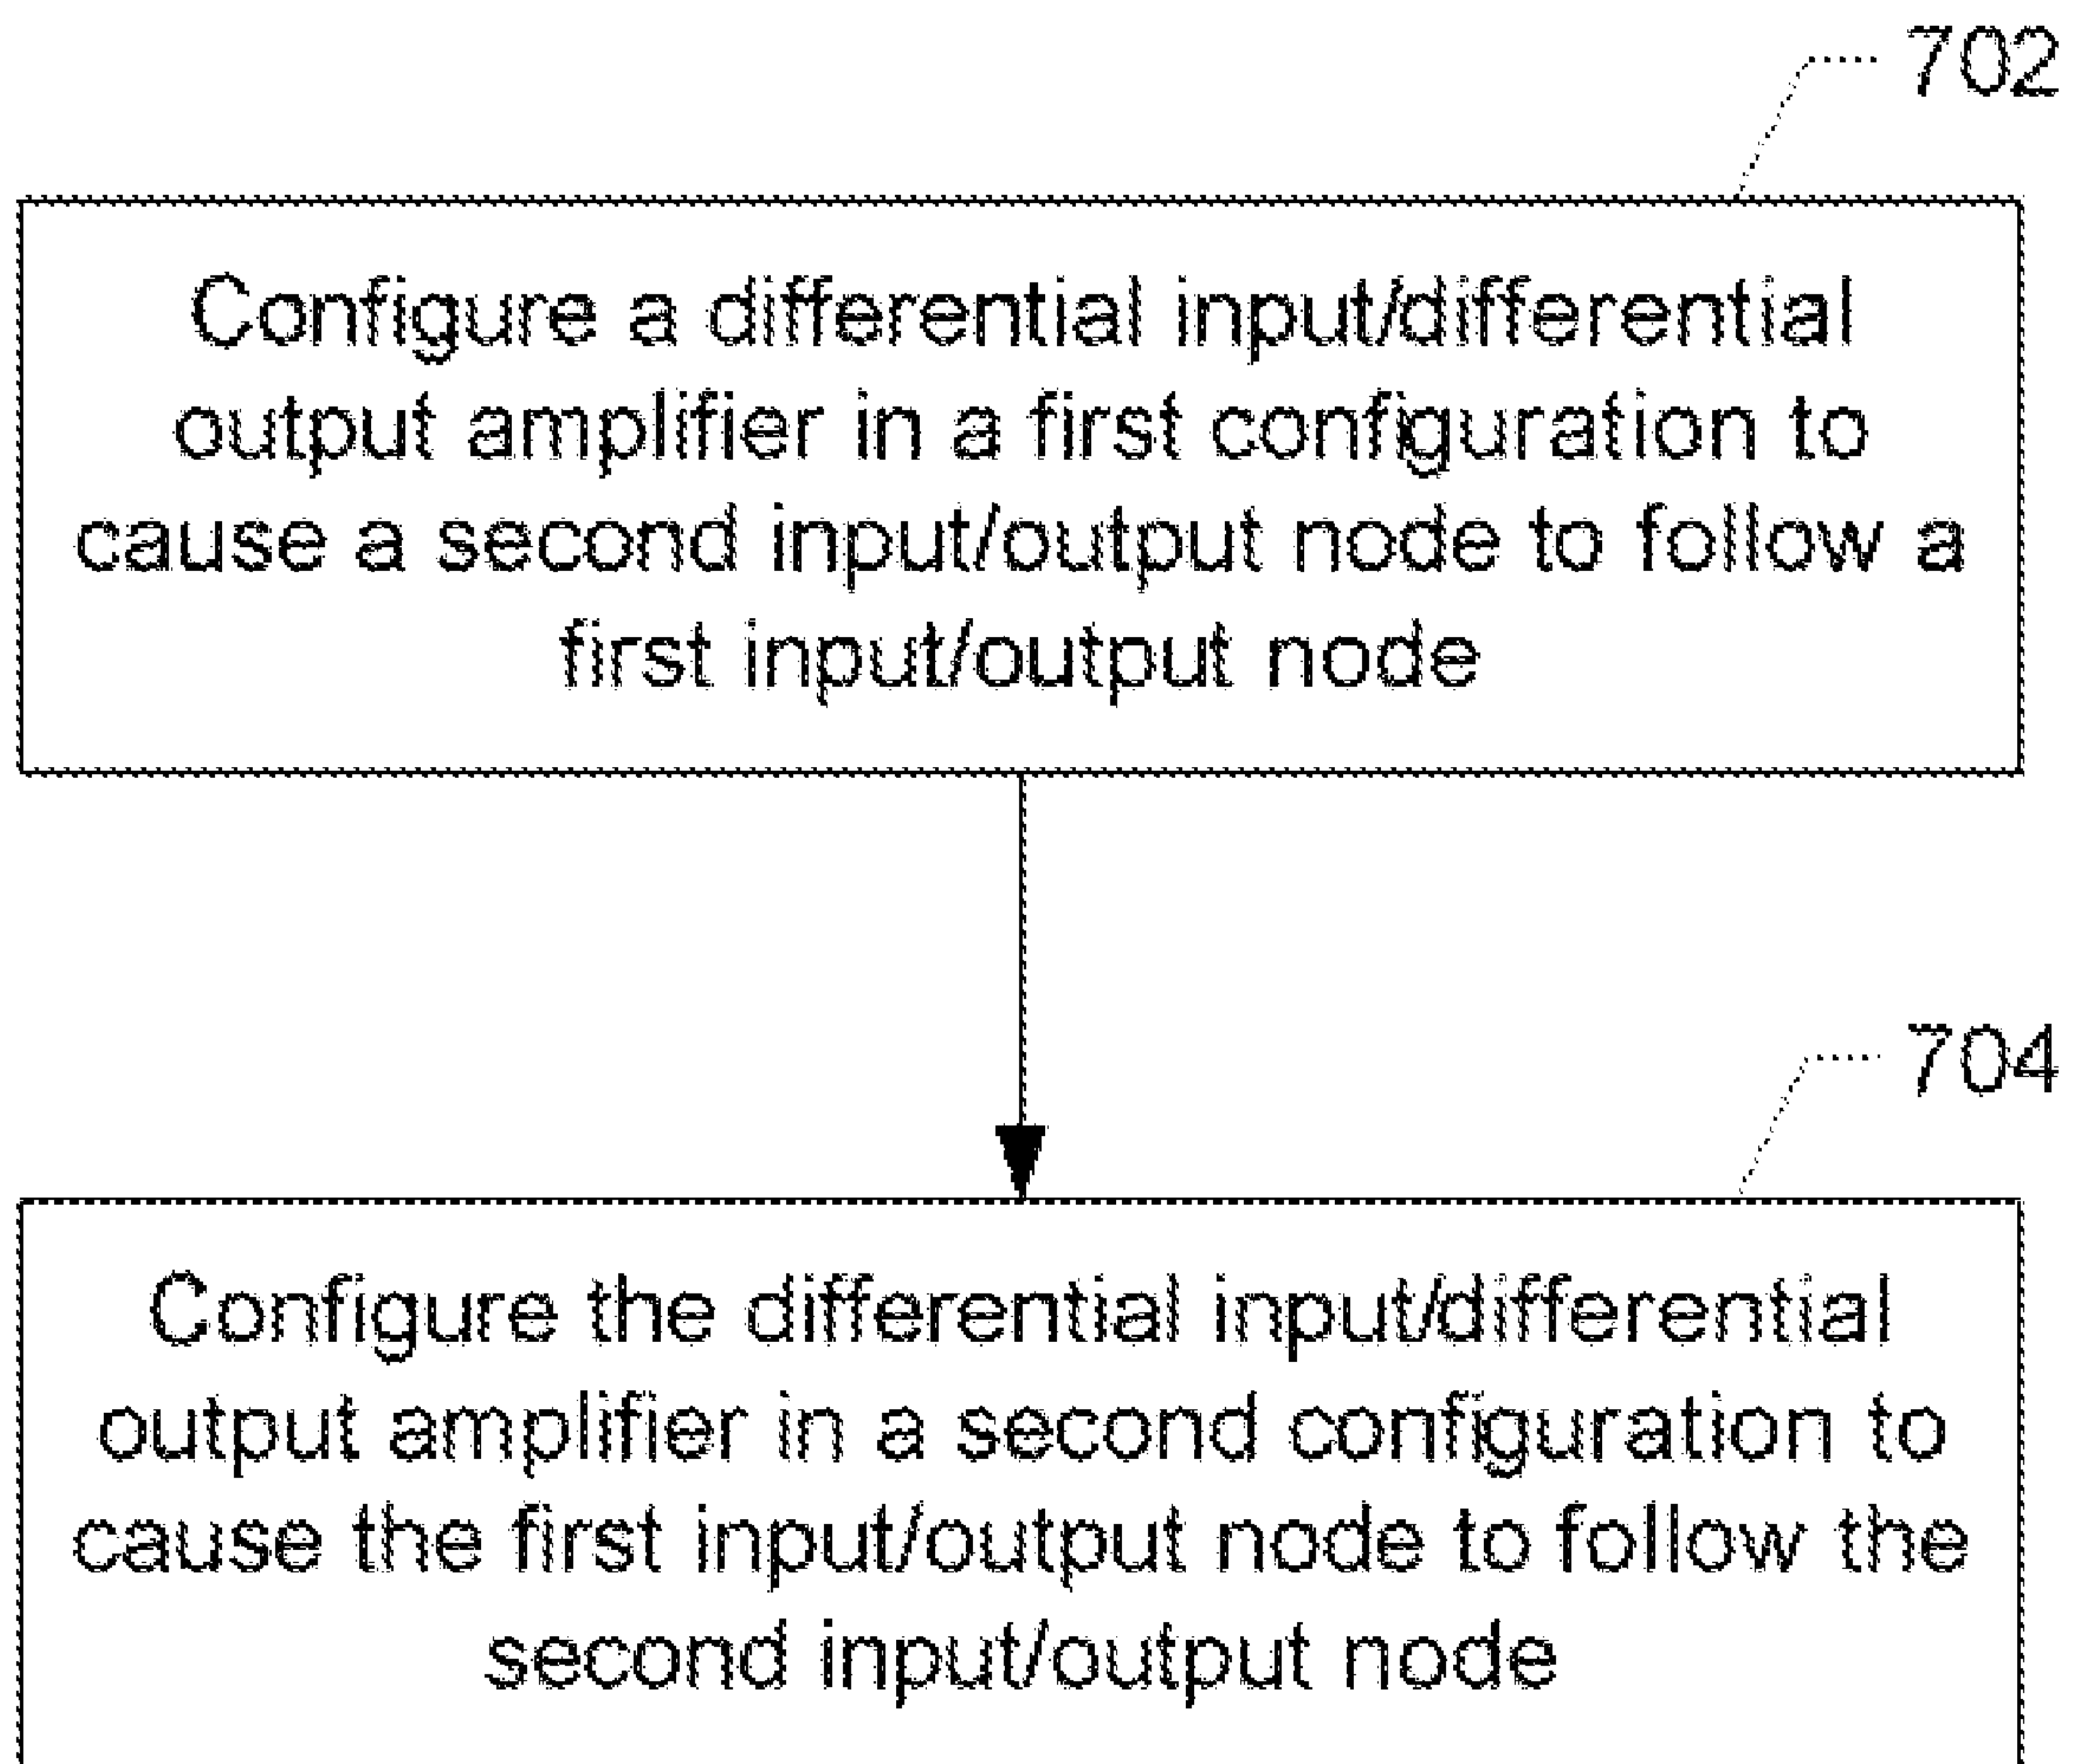 702
Configure a differential input/differential
output amplifier in a first configuration to
cause a second input/output node to follow a
first input/output node
704
Configure the differential input/differential
output amplifier in a second configuration to
cause the first input/output node to follow the
second input/output node